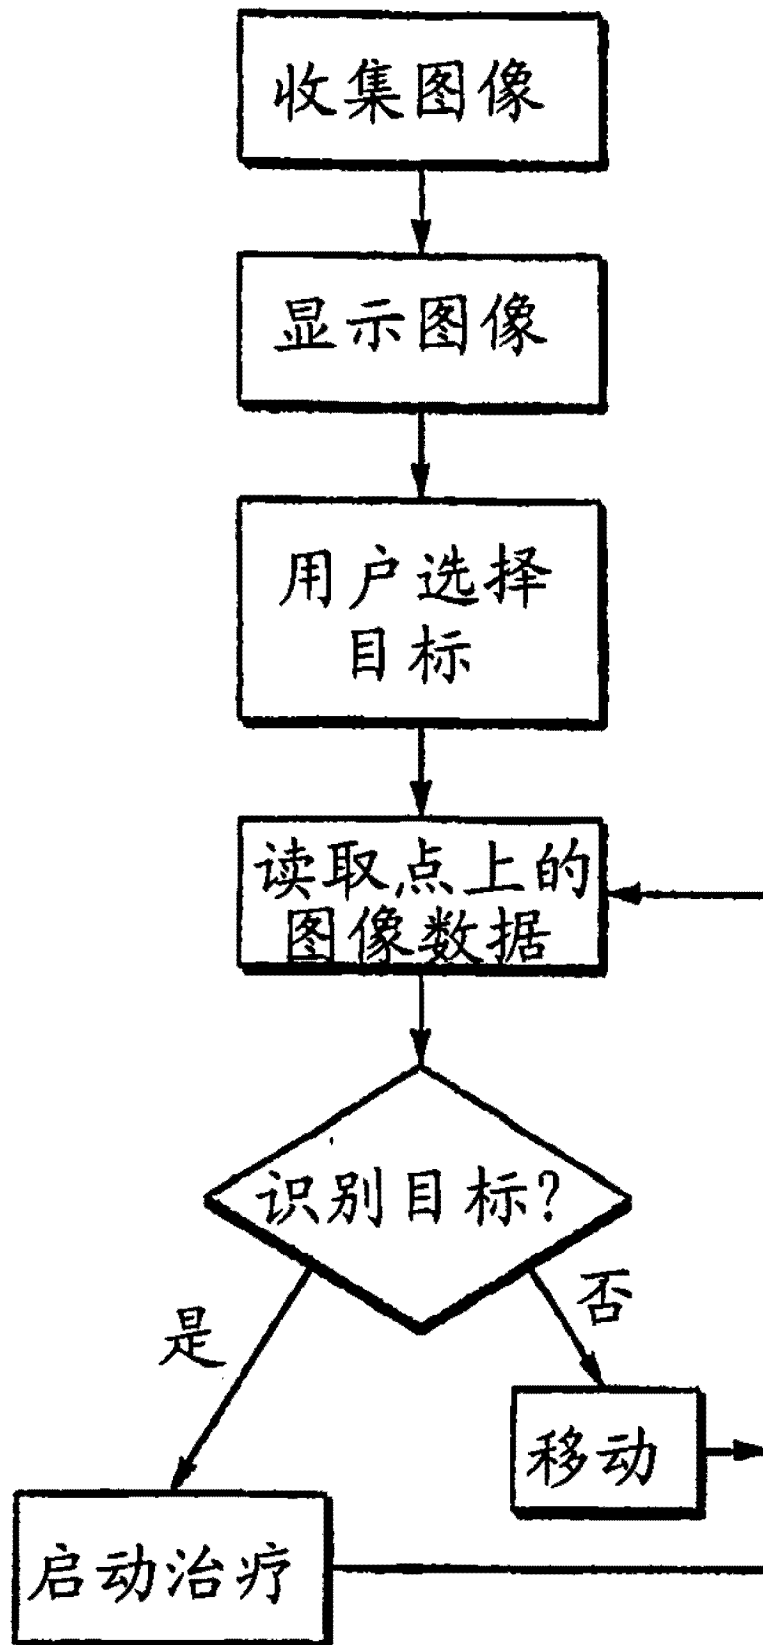 收集图像
显示图像
用户选择
目标
读取点上的
图像数据
识别目标?
是
否
移动
启动治疗